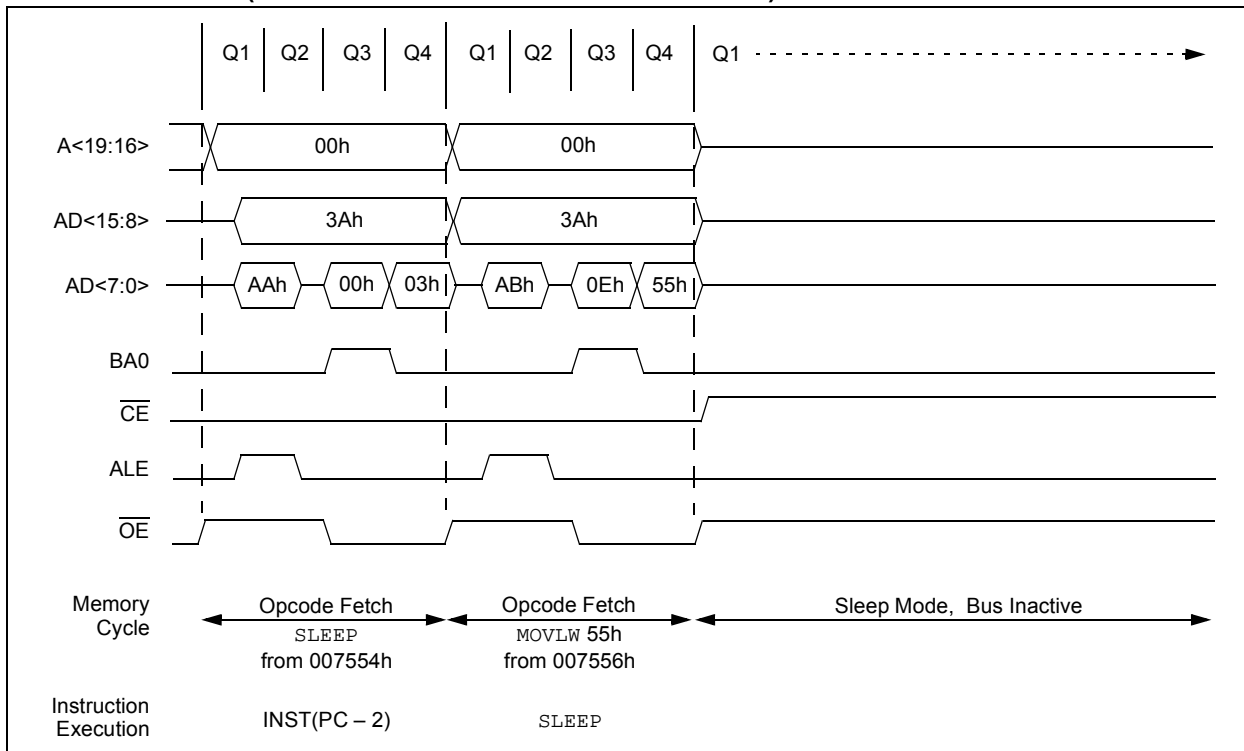 Q1 Q2 Q3 Q4 Q1 Q2 Q3 Q4 Q1
A<19:16> 00h 00h
AD<15:8> 3Ah 3Ah
AD<7:0> AAh 00h 03h ABh 0Eh 55h
BA0
CE
ALE
OE
Memory Opcode Fetch Opcode Fetch Sleep Mode, Bus Inactive
Cycle SLEEP MOVLW 55h
from 007554h from 007556h
Instruction
Execution INST(PC – 2) SLEEP